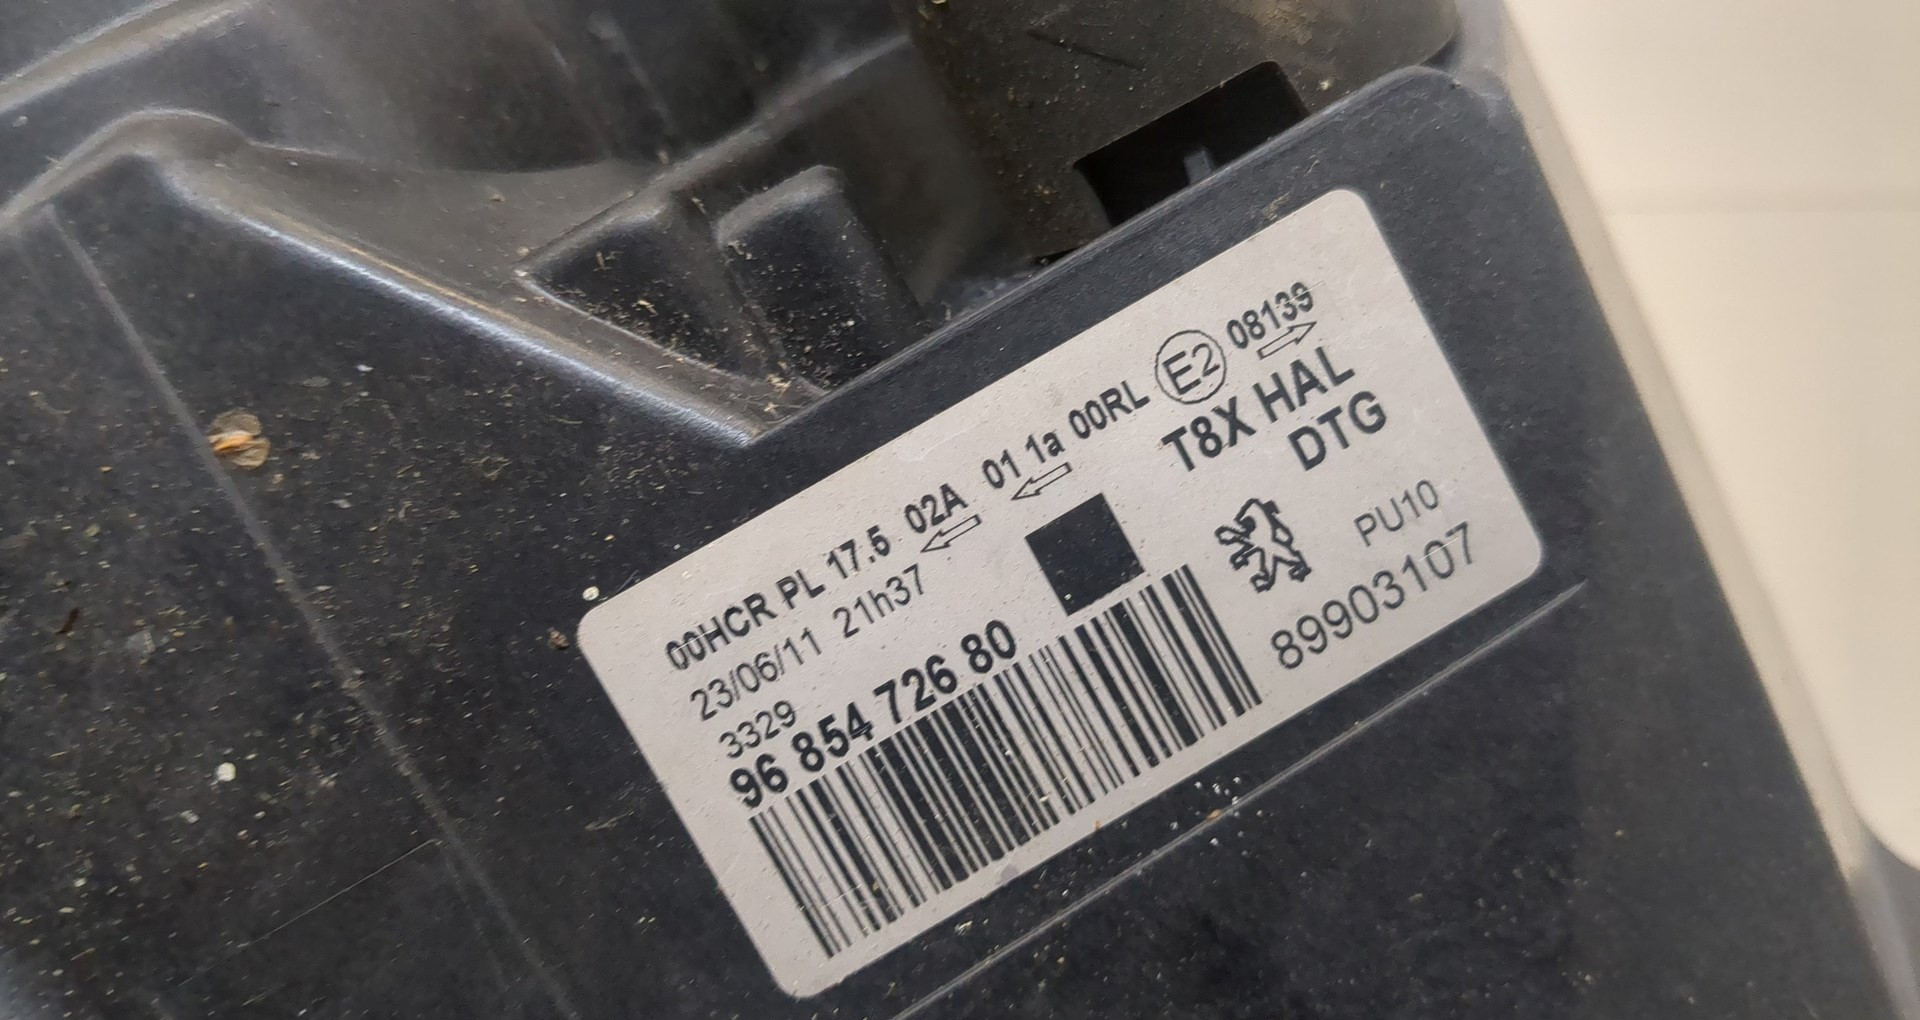 00HCR PL 17.5 02A 01 1a 00RL E2 08139
23/06/11 21h37
T8X HAL
DTG
3329
96 854 726 80
PU10
89903107